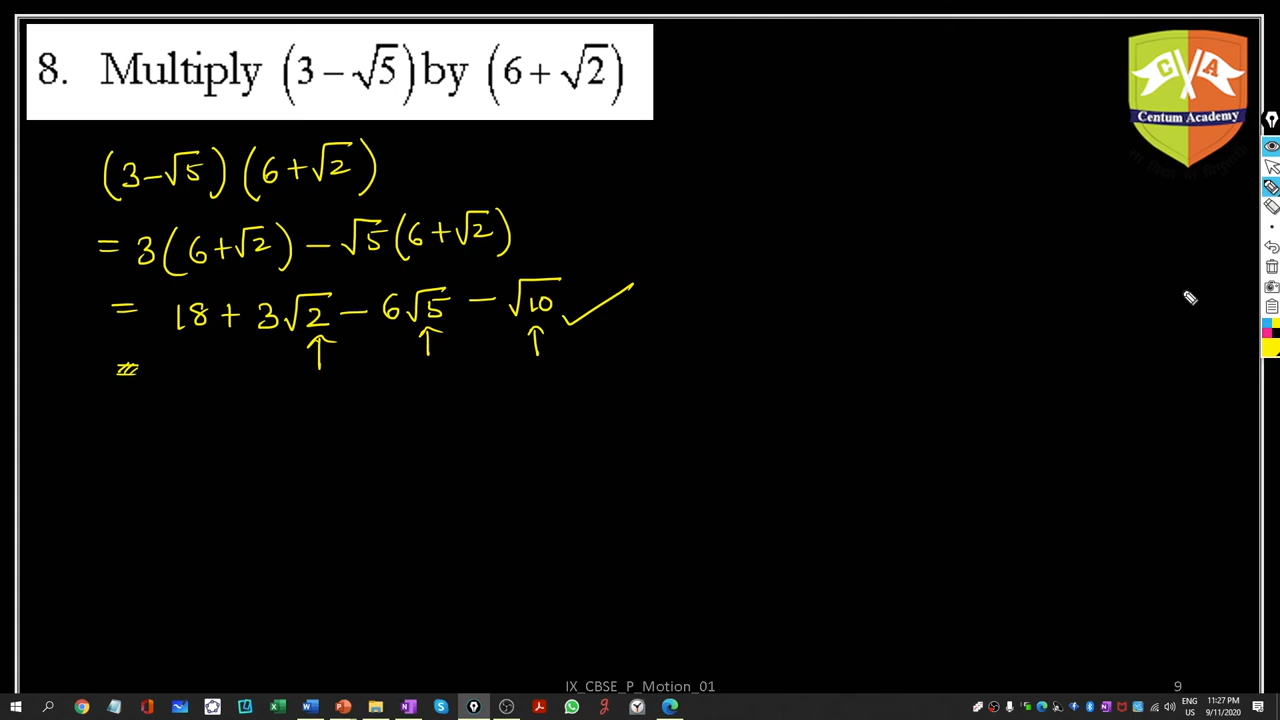 8. Multiply (3 – √5) by (6 + √2)
C A
Centum Academy
(3-√5) (6+√2)
= 3(6+√2) – √5(6+√2)
= 18 + 3√2 – 6√5 – √10
IX_CBSE_P_Motion_01
9
11:27 PM
US
9/11/2020